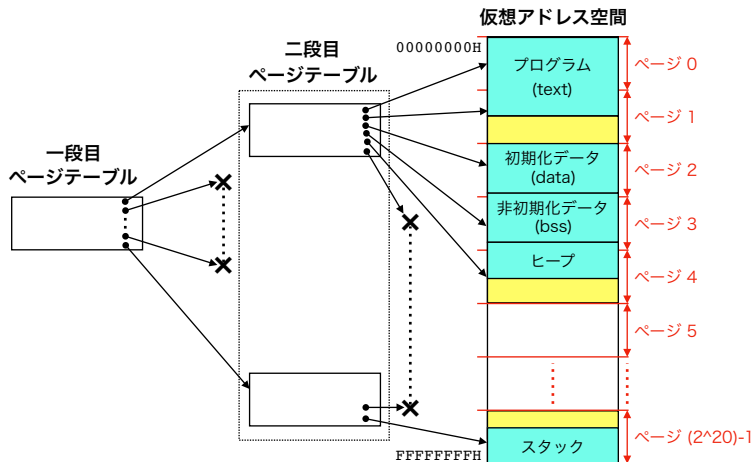 仮想アドレス空間
00000000H
二段目
ページテーブル
一段目
ページテーブル
プログラム
(text)
初期化データ
(data)
非初期化データ
(bss)
ヒープ
スタック
FFFFFFFFH
ページ 0
ページ 1
ページ 2
ページ 3
ページ 4
ページ 5
ページ (2^20)-1